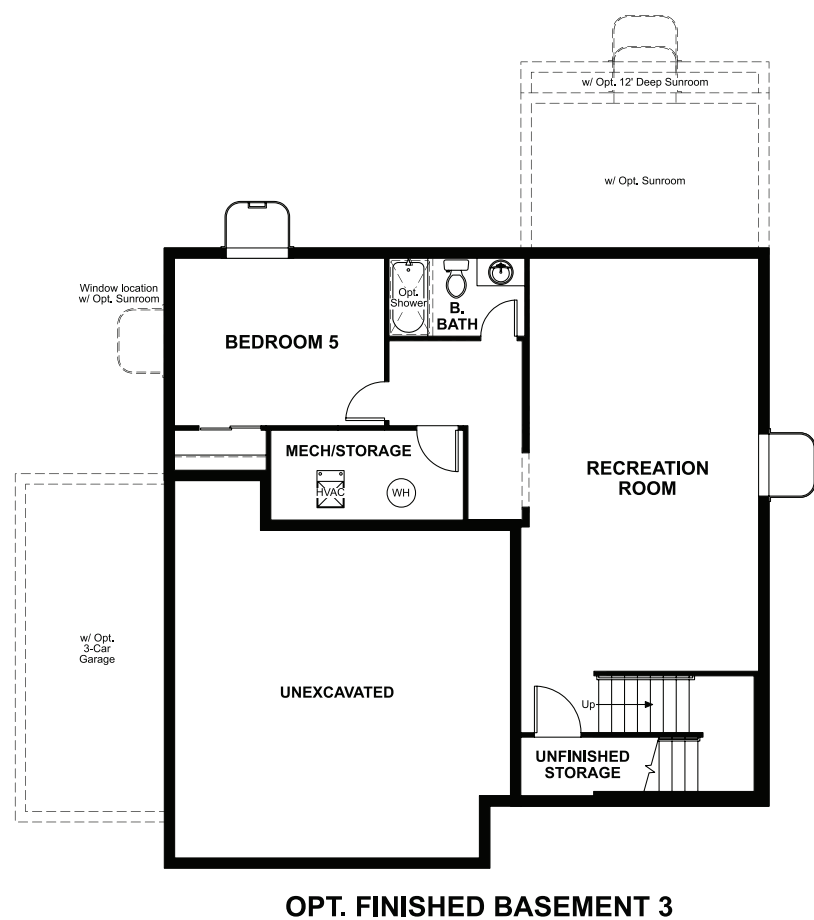 w/ Opt. 12' Deep Sunroom
w/ Opt. Sunroom
Window location
w/ Opt. Sunroom
Opt.
Shower
B.
BATH
BEDROOM 5
MECH/STORAGE
HVAC
WH
RECREATION
ROOM
w/ Opt.
3-Car
Garage
UNEXCAVATED
Up
UNFINISHED
STORAGE
OPT. FINISHED BASEMENT 3